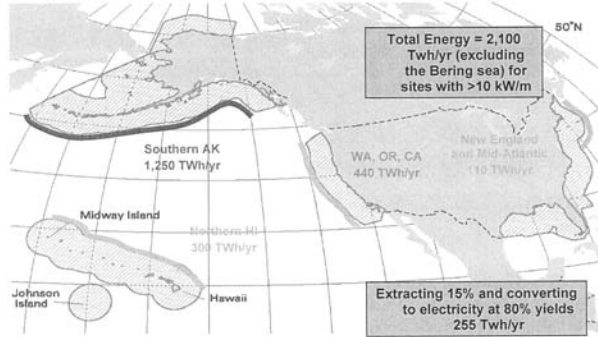 50°N
Total Energy = 2,100
Twh/yr (excluding
the Bering sea) for
sites with >10 kW/m
Southern AK
1,250 TWh/yr
WA, OR, CA
440 TWh/yr
New England
and Mid-Atlantic
110 TWh/yr
Midway Island
Northern HI
300 TWh/yr
Johnson
Island
Hawaii
Extracting 15% and converting
to electricity at 80% yields
255 Twh/yr